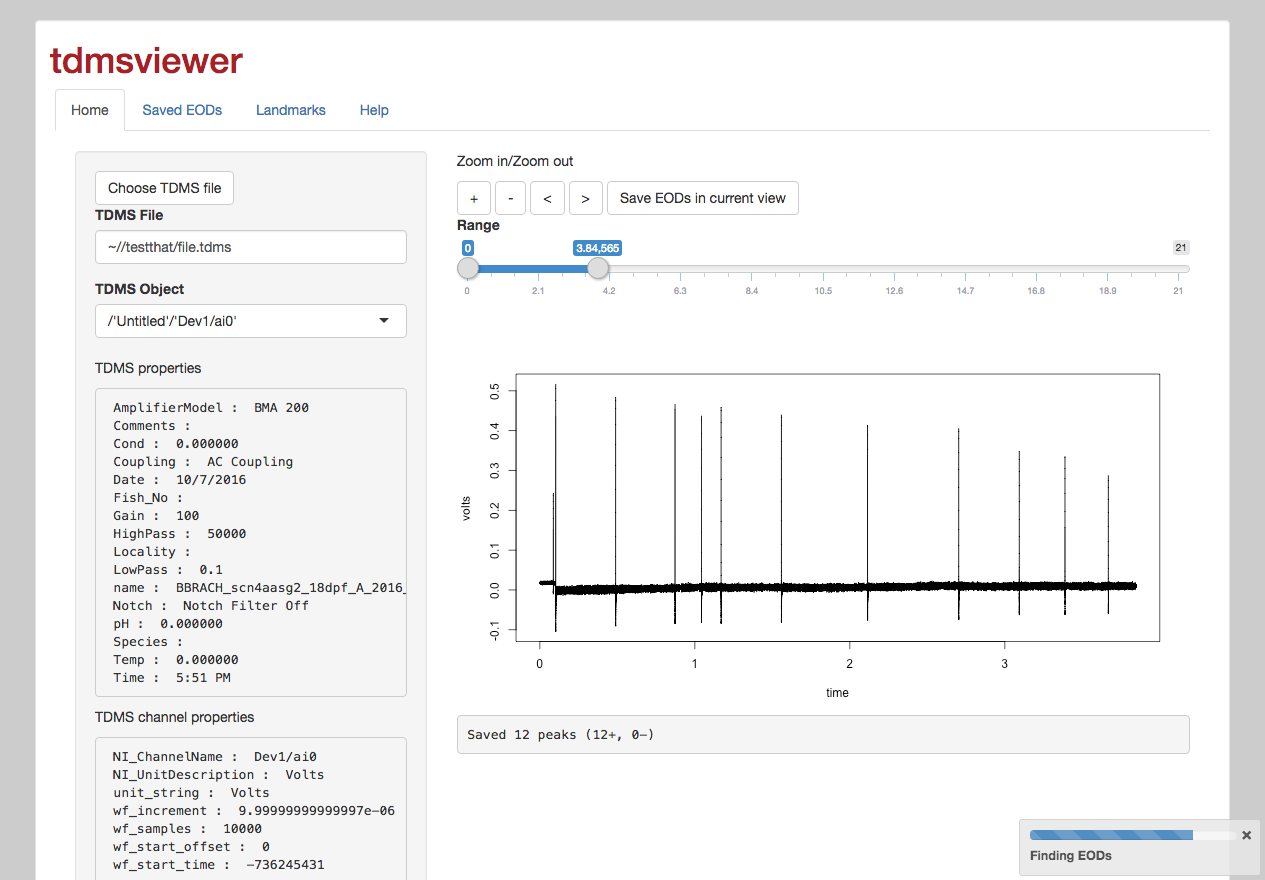 tdmsviewer
Home Saved EODs Landmarks Help
Choose TDMS file
TDMS File
~//testthat/file.tdms
TDMS Object
/'Untitled'/'Dev1/ai0'
TDMS properties
AmplifierModel :  BMA 200
Comments :
Cond :  0.000000
Coupling :  AC Coupling
Date :  10/7/2016
Fish_No :
Gain :  100
HighPass :  50000
Locality :
LowPass :  0.1
name :  BBRACH_scn4aasg2_18dpf_A_2016_
Notch :  Notch Filter Off
pH :  0.000000
Species :
Temp :  0.000000
Time :  5:51 PM
TDMS channel properties
NI_ChannelName :  Dev1/ai0
NI_UnitDescription :  Volts
unit_string :  Volts
wf_increment :  9.99999999999997e-06
wf_samples :  10000
wf_start_offset :  0
wf_start_time :  -736245431
Zoom in/Zoom out
+ - < > Save EODs in current view
Range
0 3.84,565 21
0 2.1 4.2 6.3 8.4 10.5 12.6 14.7 16.8 18.9 21
0.5
0.4
0.3
0.2
0.1
0.0
-0.1
volts
0 1 2 3
time
Saved 12 peaks (12+, 0-)
×
Finding EODs